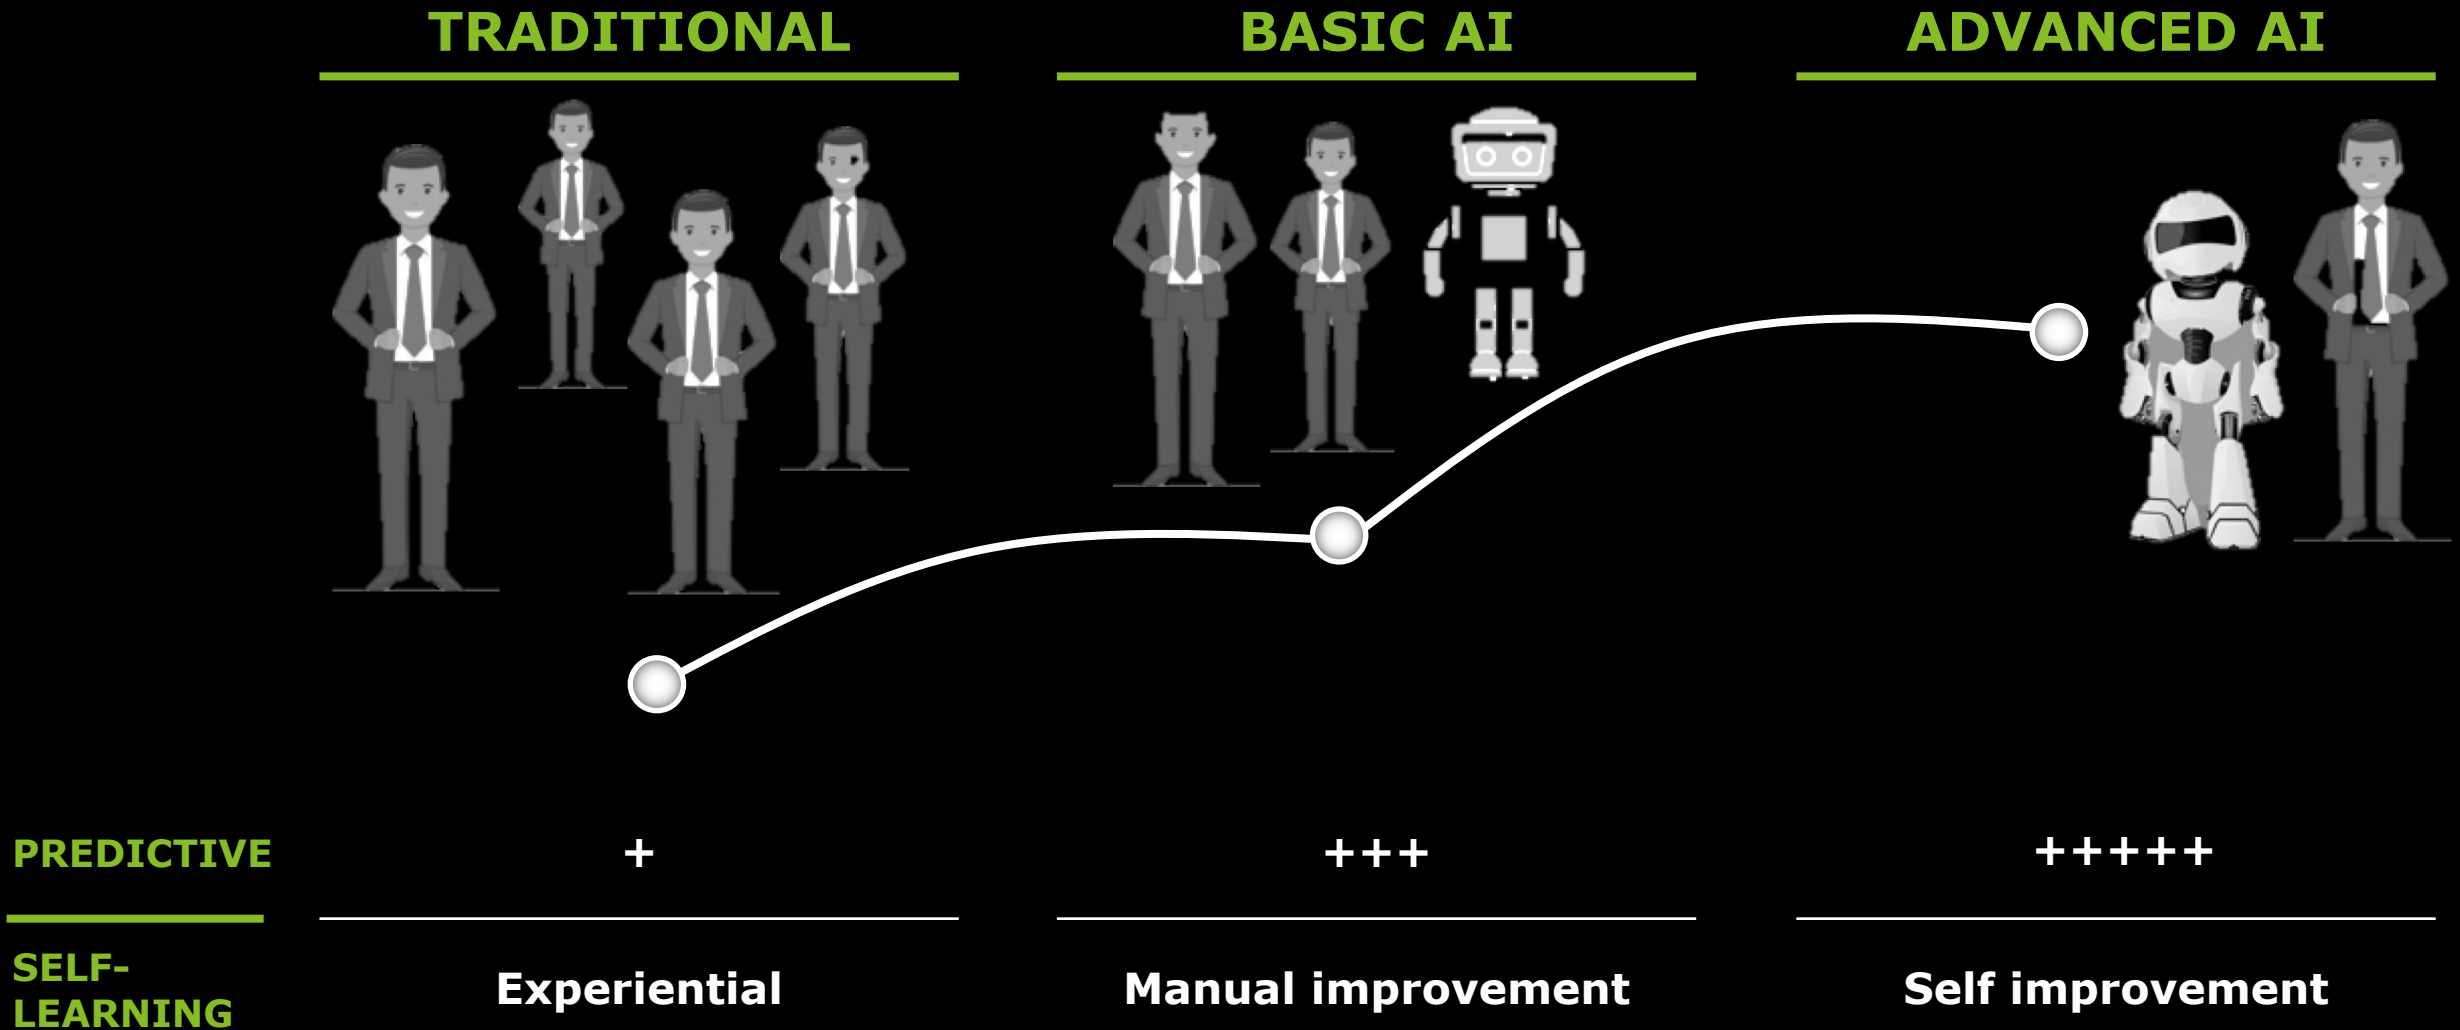 TRADITIONAL
BASIC AI
ADVANCED AI
PREDICTIVE
+
+++
+++++
SELF-
LEARNING
Experiential
Manual improvement
Self improvement